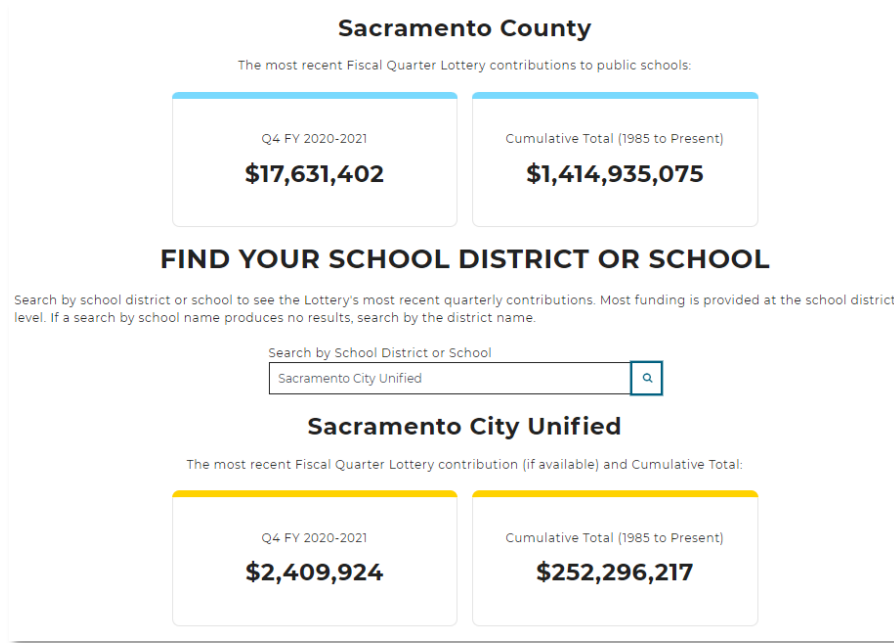 Sacramento County
The most recent Fiscal Quarter Lottery contributions to public schools:
Q4 FY 2020-2021
$17,631,402
Cumulative Total (1985 to Present)
$1,414,935,075
FIND YOUR SCHOOL DISTRICT OR SCHOOL
Search by school district or school to see the Lottery's most recent quarterly contributions. Most funding is provided at the school district
level. If a search by school name produces no results, search by the district name.
Search by School District or School
Sacramento City Unified
Sacramento City Unified
The most recent Fiscal Quarter Lottery contribution (if available) and Cumulative Total:
Q4 FY 2020-2021
$2,409,924
Cumulative Total (1985 to Present)
$252,296,217